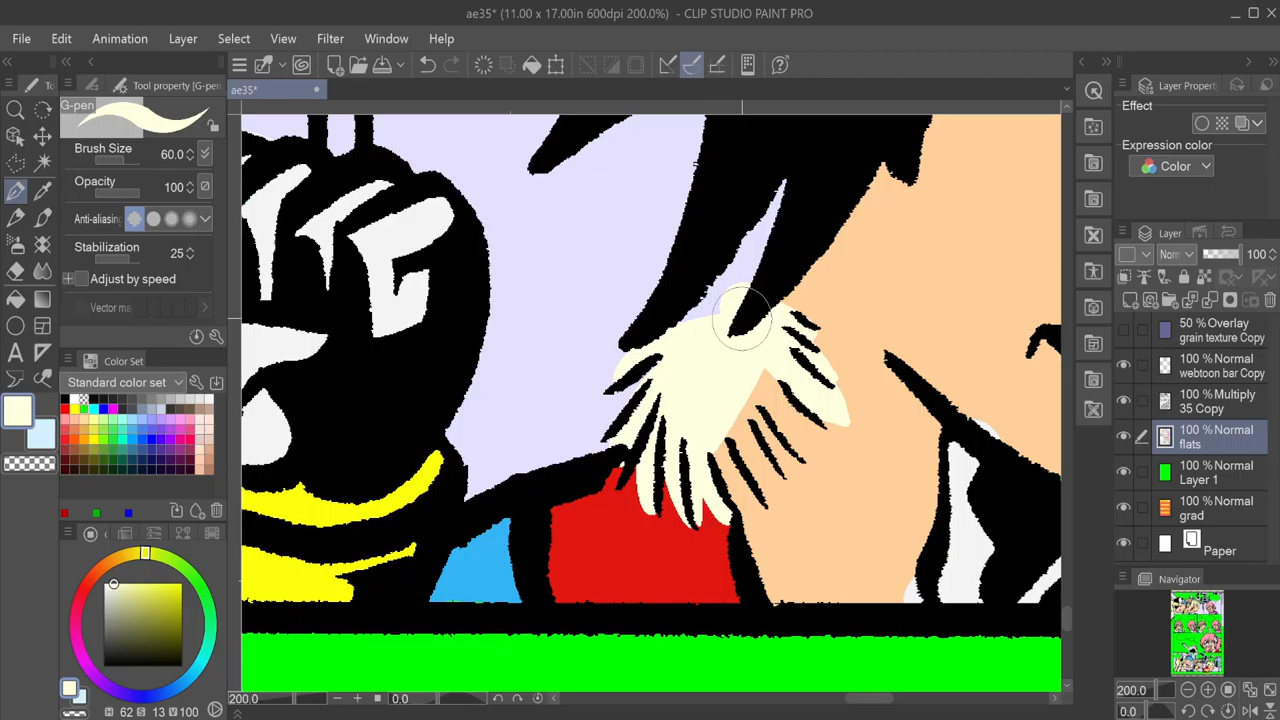 ae35* (11.00 x 17.00in 600dpi 200.0%) - CLIP STUDIO PAINT PRO
File Edit Animation Layer Select View Filter Window Help
To Tool property [G-pen
ae35*
Layer Property
G-pen
Effect
Brush Size 60.0
Expression color
Opacity 100
Color
Anti-aliasing
Stabilization 25
Adjust by speed
Vector ma
Layer
Norm 100
50 % Overlay
grain texture Copy
100 % Normal
webtoon bar Copy
100 % Multiply
35 Copy
100 % Normal
flats
100 % Normal
Layer 1
100 % Normal
grad
Paper
Color Set
Standard color set
Navigator
200.0 0.0
200.0
0.0
H 62 S 13 V 100